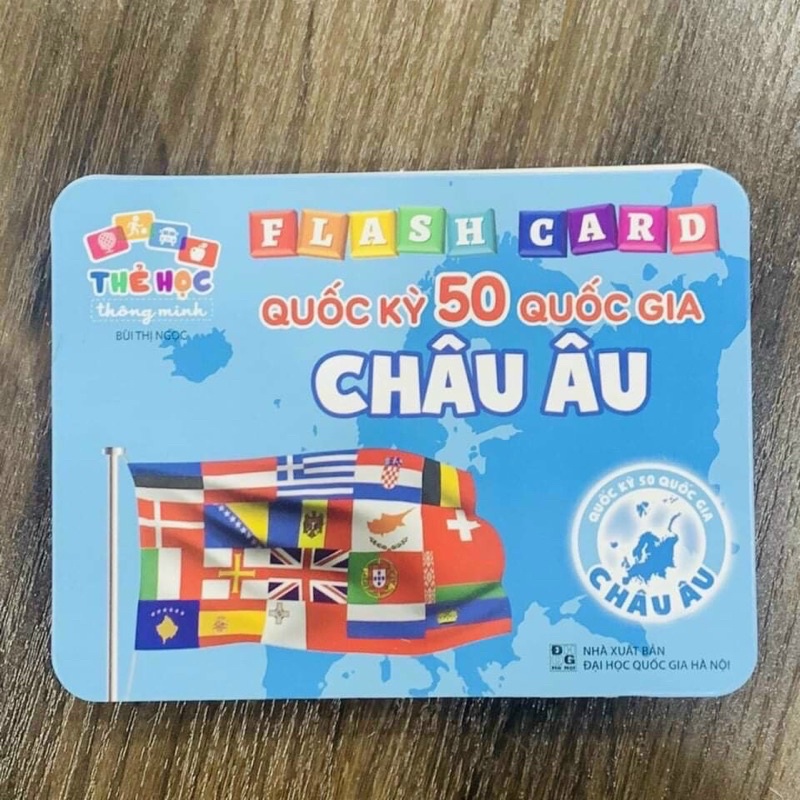 FLASH CARD
THẺ HỌC
thông minh
BÙI THỊ NGỌC
QUỐC KỲ 50 QUỐC GIA
CHÂU ÂU
QUỐC KỲ 50 QUỐC GIA
CHÂU ÂU
NHÀ XUẤT BẢN
ĐẠI HỌC QUỐC GIA HÀ NỘI